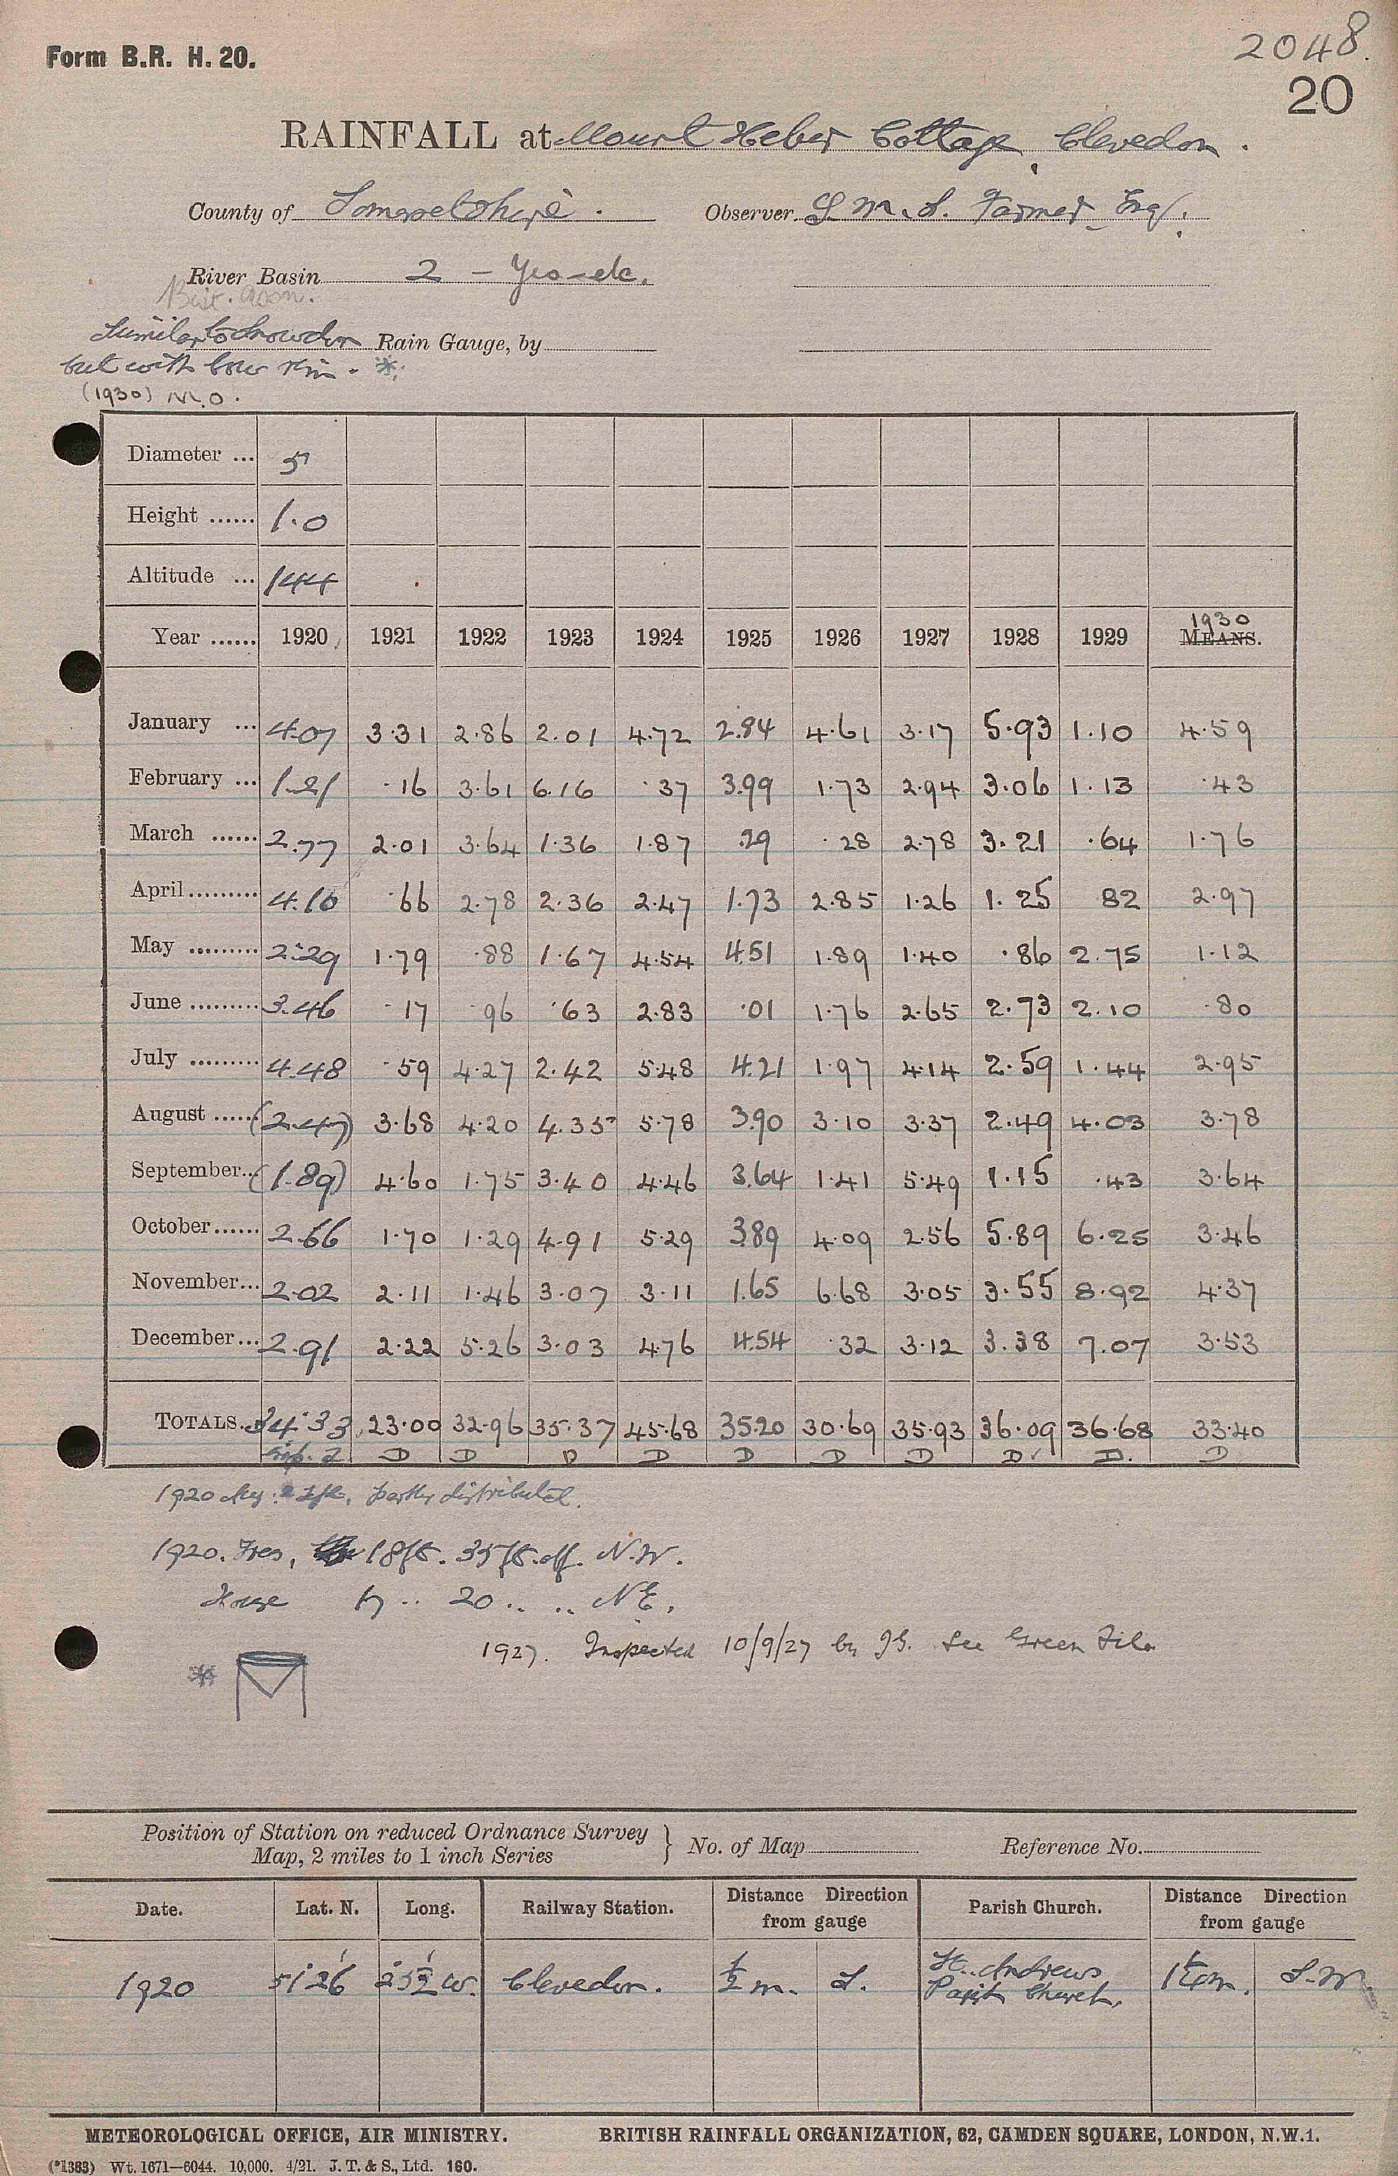 Form B.R. H. 20.
2048.
20
RAINFALL at Mount Heber Cottage, Clevedon.
County of Somersetshire. Observer. S. M. S. Farmer Esq.
River Basin 2 - Yeo - etc.
Brit. Assn.
Similar to Snowdon Rain Gauge, by
but with low rim. *
(1930) M.O.
Diameter ... 5
Height ...... 1.0
Altitude ... 144
1930
Year ...... 1920 1921 1922 1923 1924 1925 1926 1927 1928 1929 MEANS.
January ... 4.07 3.31 2.86 2.01 4.72 2.84 4.61 3.17 5.93 1.10 4.59
February ... 1.21 .16 3.61 6.16 .37 3.99 1.73 2.94 3.06 1.13 .43
March ...... 2.77 2.01 3.64 1.36 1.87 .29 .28 2.78 3.21 .64 1.76
April ......... 4.10 .66 2.78 2.36 2.47 1.73 2.85 1.26 1.25 82 2.97
May ......... 2.29 1.79 .88 1.67 4.54 4.51 1.89 1.40 .86 2.75 1.12
June ......... 3.46 .17 .96 .63 2.83 .01 1.76 2.65 2.73 2.10 .80
July ......... 4.48 .59 4.27 2.42 5.48 4.21 1.97 4.14 2.59 1.44 2.95
August ...... (2.47) 3.68 4.20 4.35 5.78 3.90 3.10 3.37 2.49 4.03 3.78
September... (1.89) 4.60 1.75 3.40 4.46 3.64 1.41 5.49 1.15 .43 3.64
October ...... 2.66 1.70 1.29 4.91 5.29 3.89 4.09 2.56 5.89 6.25 3.46
November... 2.02 2.11 1.46 3.07 3.11 1.65 6.68 3.05 3.55 8.92 4.37
December... 2.91 2.22 5.26 3.03 4.76 4.54 .32 3.12 3.38 7.07 3.53
TOTALS... 34.33 23.00 32.96 35.37 45.68 35.20 30.69 35.93 36.09 36.68 33.40
D D D D D D D D D. D
1920 Aug. & Sept. partly distributed.
1920. Trees, 18 ft. 35 ft. off N.W.
House 17 .. 20 .. .. N.E.
1927. Inspected 10/9/27 by J.G. See Green File
*
Position of Station on reduced Ordnance Survey
Map, 2 miles to 1 inch Series } No. of Map Reference No.
Date. Lat. N. Long. Railway Station. Distance Direction from gauge Parish Church. Distance Direction from gauge
1920 51° 26' 2° 5½' W. Clevedon. ½ m. S. St. Andrews Parish Church. 1¼ m. S.W
METEOROLOGICAL OFFICE, AIR MINISTRY. BRITISH RAINFALL ORGANIZATION, 62, CAMDEN SQUARE, LONDON, N.W.1.
(*1383) Wt. 1671—6044. 10,000. 4/21. J. T. & S., Ltd. 160.